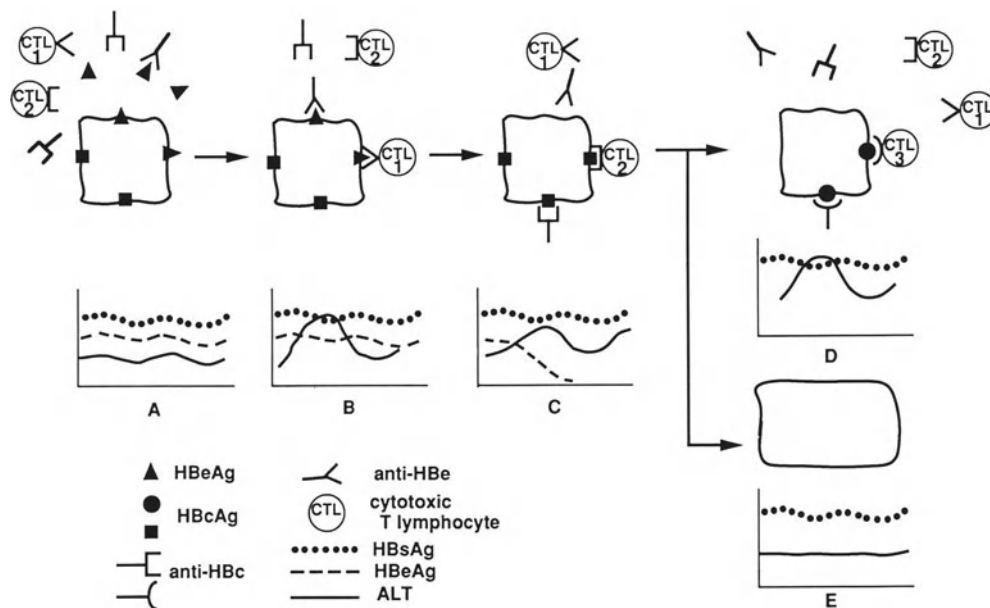 CTL
1
CTL
2
CTL
2
CTL
1
CTL
1
CTL
2
CTL
2
CTL
1
CTL
3
A
B
C
D
E
HBeAg
HBcAg
anti-HBc
anti-HBe
CTL
cytotoxic
T lymphocyte
HBsAg
HBeAg
ALT